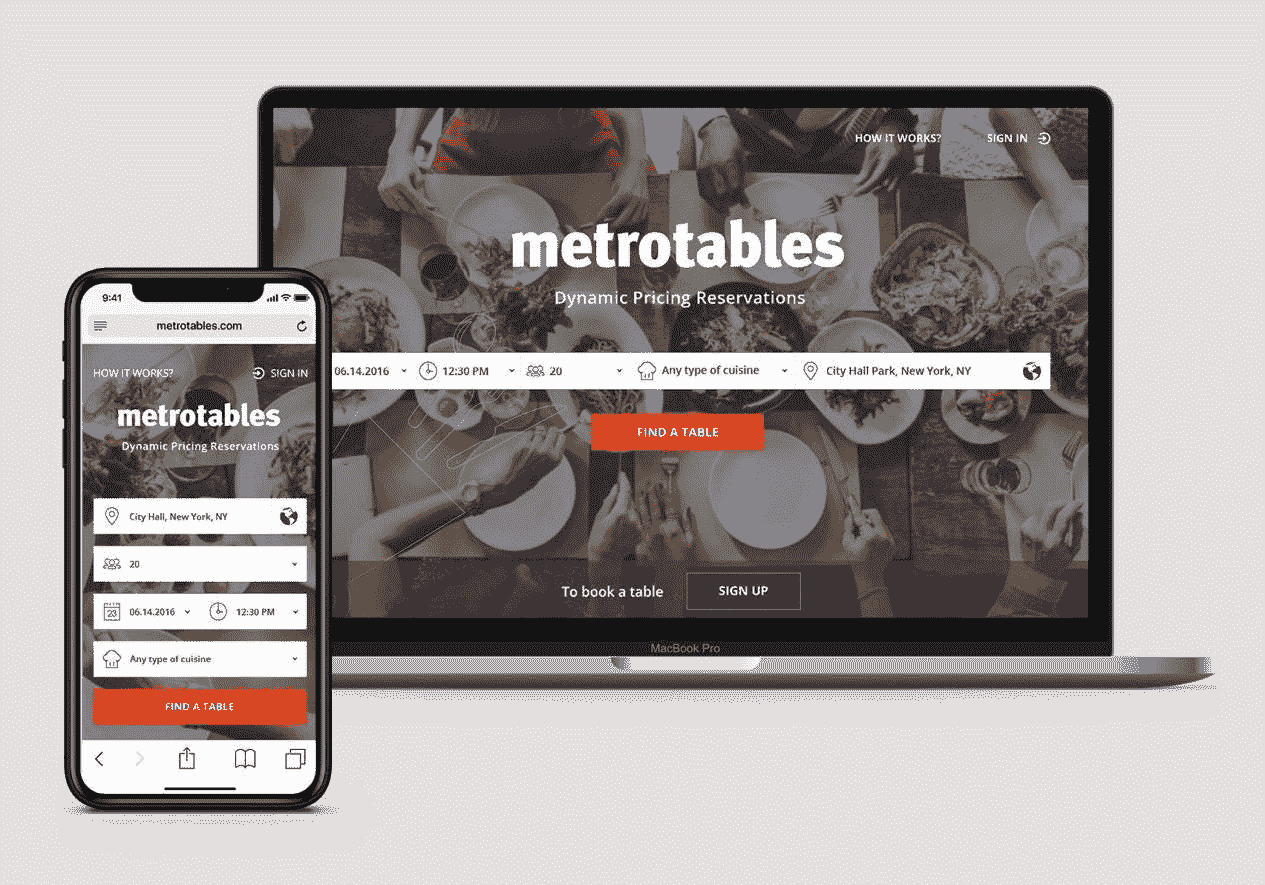 HOW IT WORKS? SIGN IN
metrotables
Dynamic Pricing Reservations
06.14.2016 12:30 PM 20 Any type of cuisine City Hall Park, New York, NY
FIND A TABLE
To book a table SIGN UP
MacBook Pro
9:41
metrotables.com
HOW IT WORKS? SIGN IN
metrotables
Dynamic Pricing Reservations
City Hall, New York, NY
20
23 06.14.2016 12:30 PM
Any type of cuisine
FIND A TABLE